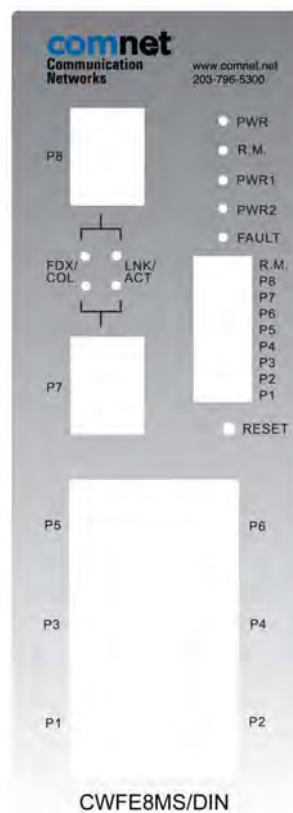 comnet
Communication
Networks
www.comnet.net
203-796-5300
P8
PWR
R.M.
PWR1
PWR2
FAULT
FDX/
COL
LNK/
ACT
R.M.
P8
P7
P6
P5
P4
P3
P2
P1
P7
RESET
P5
P6
P3
P4
P1
P2
CWFE8MS/DIN